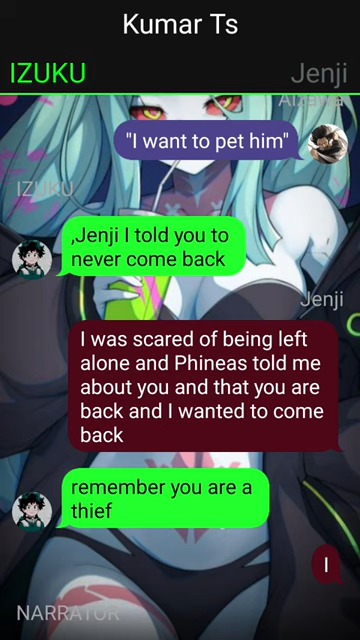 Kumar Ts
IZUKU
Jenji
Aizawa
"I want to pet him"
IZUKU
,Jenji I told you to
never come back
Jenji
I was scared of being left
alone and Phineas told me
about you and that you are
back and I wanted to come
back
remember you are a
thief
I
NARRATOR